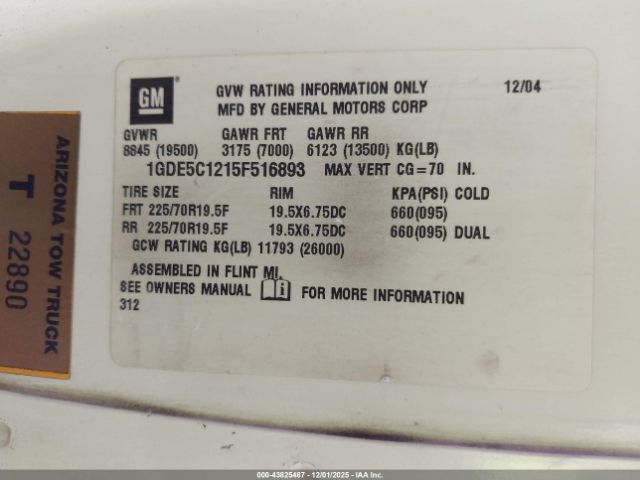 GM
GVW RATING INFORMATION ONLY 12/04
MFD BY GENERAL MOTORS CORP
GVWR GAWR FRT GAWR RR
8845 (19500) 3175 (7000) 6123 (13500) KG(LB)
1GDE5C1215F516893 MAX VERT CG=70 IN.
TIRE SIZE RIM KPA(PSI) COLD
FRT 225/70R19.5F 19.5X6.75DC 660(095)
RR 225/70R19.5F 19.5X6.75DC 660(095) DUAL
GCW RATING KG(LB) 11793 (26000)
ASSEMBLED IN FLINT MI.
SEE OWNERS MANUAL i FOR MORE INFORMATION
312
ARIZONA TOW TRUCK
T 22890
000-43825487 - 12/01/2025 - IAA, Inc.